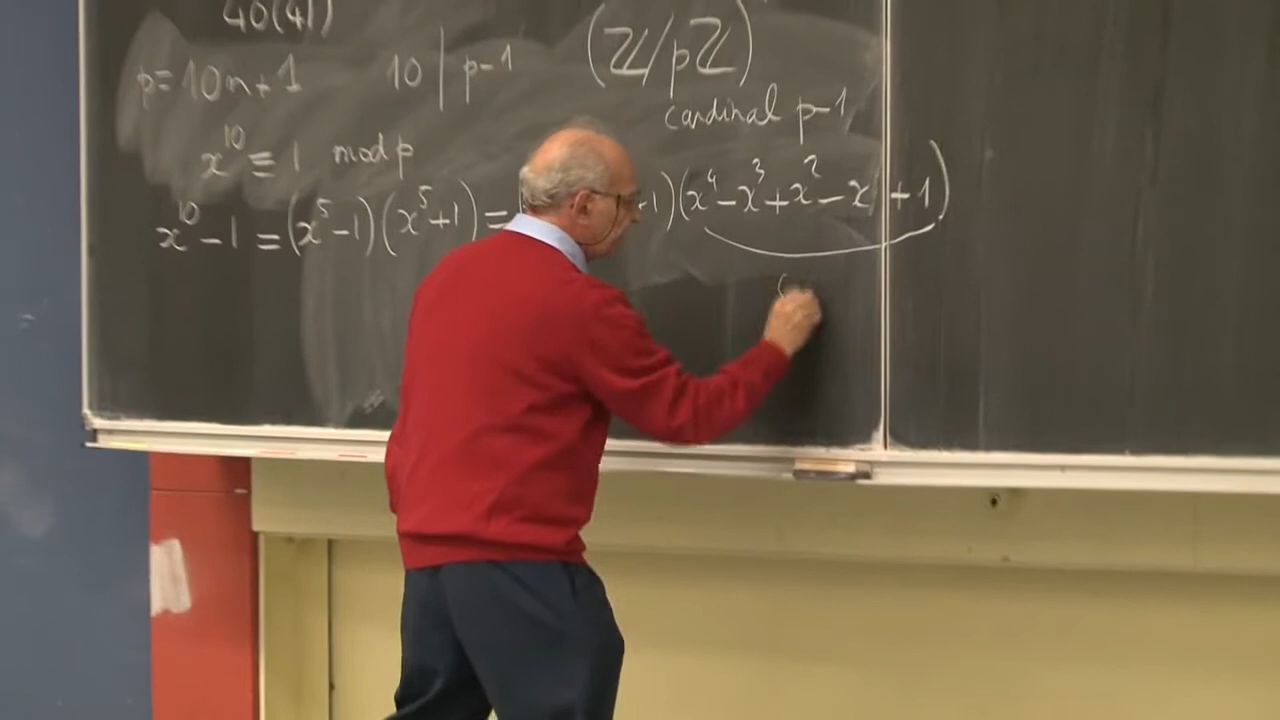 40(41)
p=10n+1 10 | p-1 (ℤ/pℤ)
cardinal p-1
x¹⁰ ≡ 1 mod p
x¹⁰ - 1 = (x⁵-1)(x⁵+1) = +1)(x⁴-x³+x²-x+1)